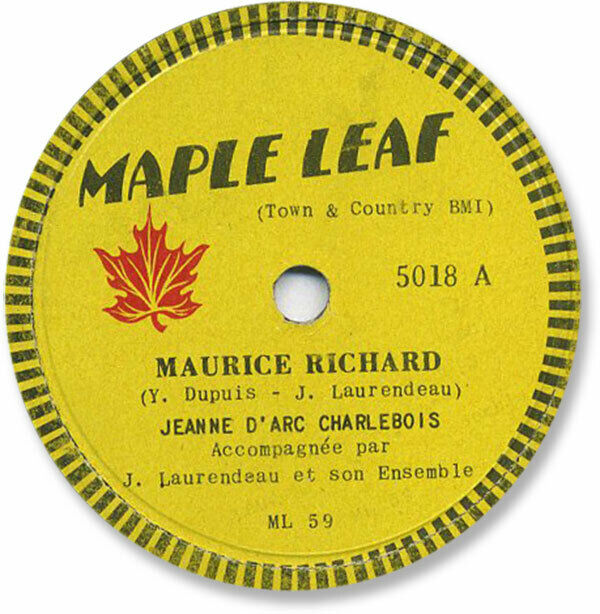 MAPLE LEAF
(Town & Country BMI)
5018 A
MAURICE RICHARD
(Y. Dupuis - J. Laurendeau)
JEANNE D'ARC CHARLEBOIS
Accompagnée par
J. Laurendeau et son Ensemble
ML 59